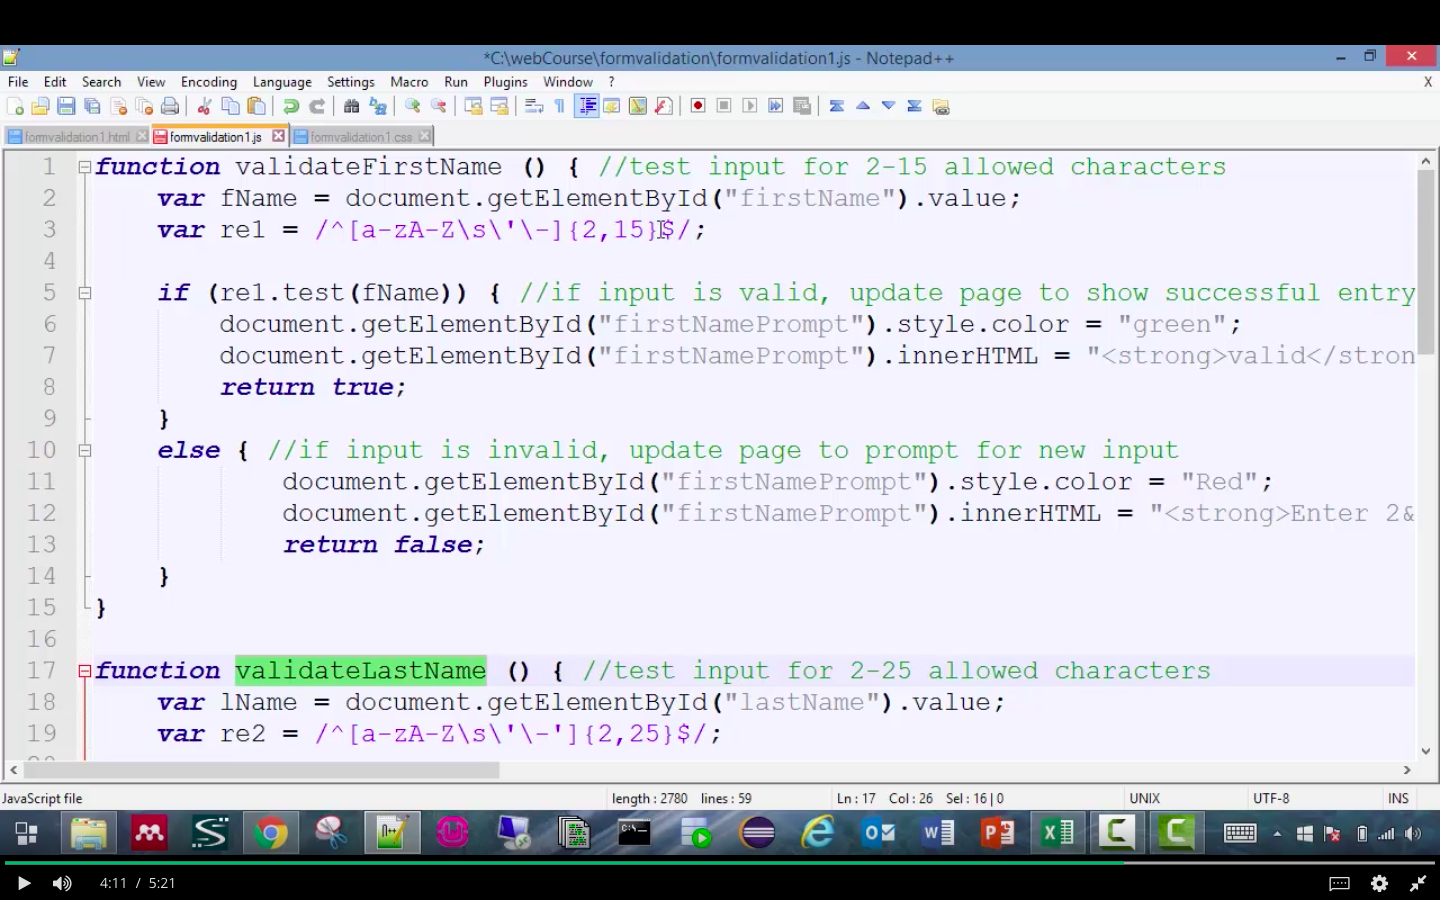 *C:\webCourse\formvalidation\formvalidation1.js - Notepad++
File Edit Search View Encoding Language Settings Macro Run Plugins Window ? X
formvalidation1.html formvalidation1.js formvalidation1.css
1 function validateFirstName () { //test input for 2-15 allowed characters
2 var fName = document.getElementById("firstName").value;
3 var re1 = /^[a-zA-Z\s\'\-]{2,15}$/;
4
5 if (re1.test(fName)) { //if input is valid, update page to show successful entry
6 document.getElementById("firstNamePrompt").style.color = "green";
7 document.getElementById("firstNamePrompt").innerHTML = "<strong>valid</stron
8 return true;
9 }
10 else { //if input is invalid, update page to prompt for new input
11 document.getElementById("firstNamePrompt").style.color = "Red";
12 document.getElementById("firstNamePrompt").innerHTML = "<strong>Enter 2&
13 return false;
14 }
15 }
16
17 function validateLastName () { //test input for 2-25 allowed characters
18 var lName = document.getElementById("lastName").value;
19 var re2 = /^[a-zA-Z\s\'\-']{2,25}$/;
JavaScript file length : 2780 lines : 59 Ln : 17 Col : 26 Sel : 16 | 0 UNIX UTF-8 INS
4:11 / 5:21